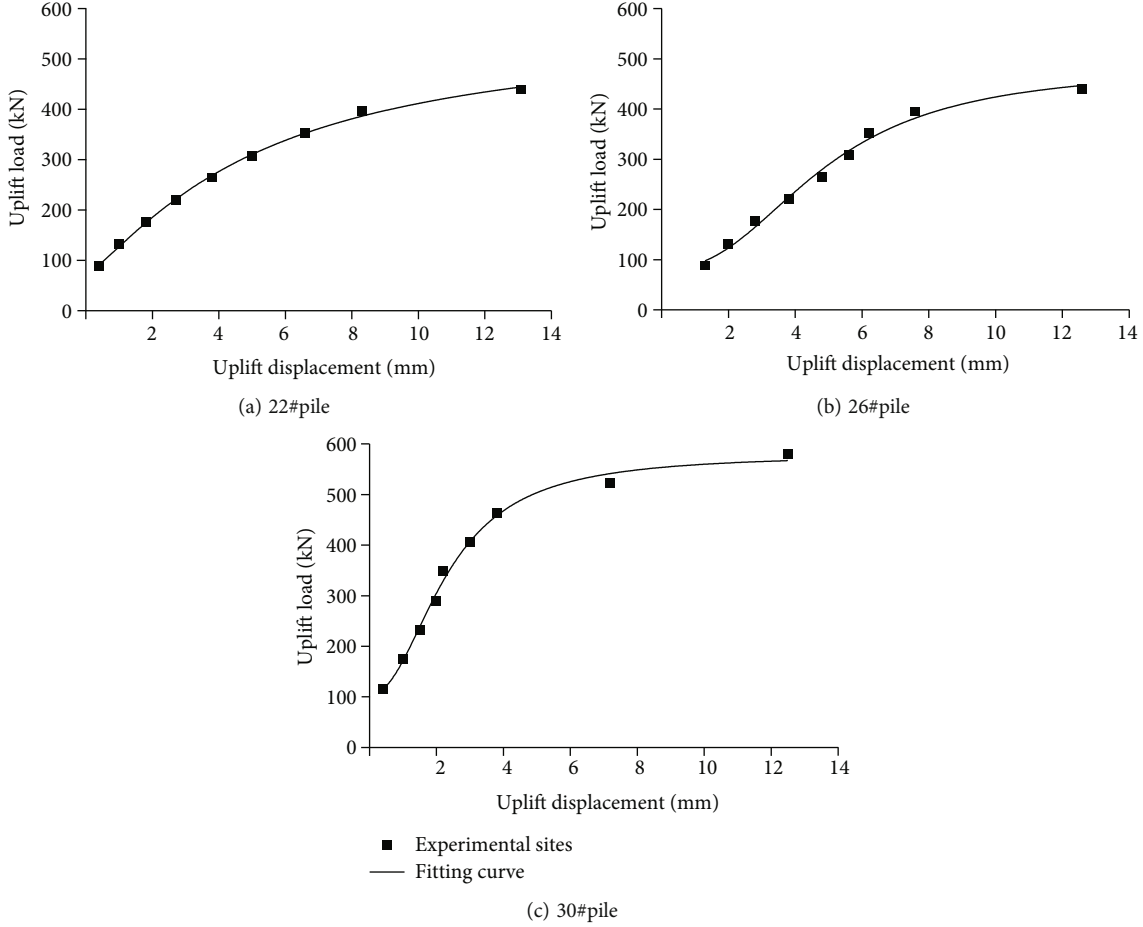 600
500
400
300
200
100
0
Uplift load (kN)
2 4 6 8 10 12 14
Uplift displacement (mm)
(a) 22#pile
600
500
400
300
200
100
0
Uplift load (kN)
2 4 6 8 10 12 14
Uplift displacement (mm)
(b) 26#pile
600
500
400
300
200
100
0
Uplift load (kN)
2 4 6 8 10 12 14
Uplift displacement (mm)
Experimental sites
Fitting curve
(c) 30#pile